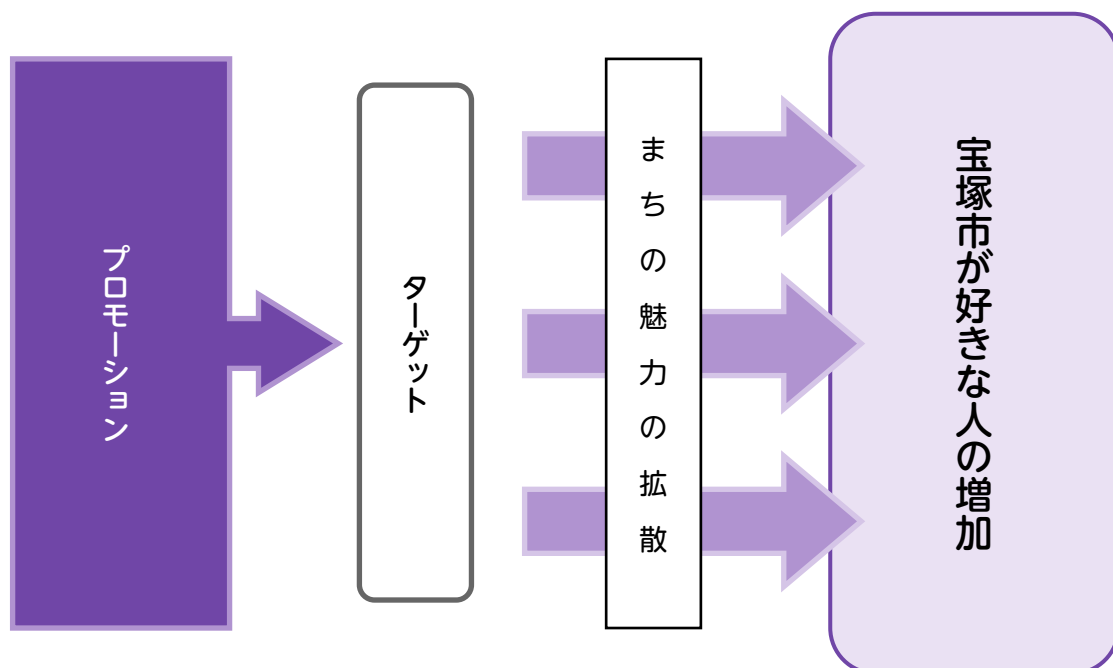 プロモーション
ターゲット
まちの魅力の拡散
宝塚市が好きな人の増加